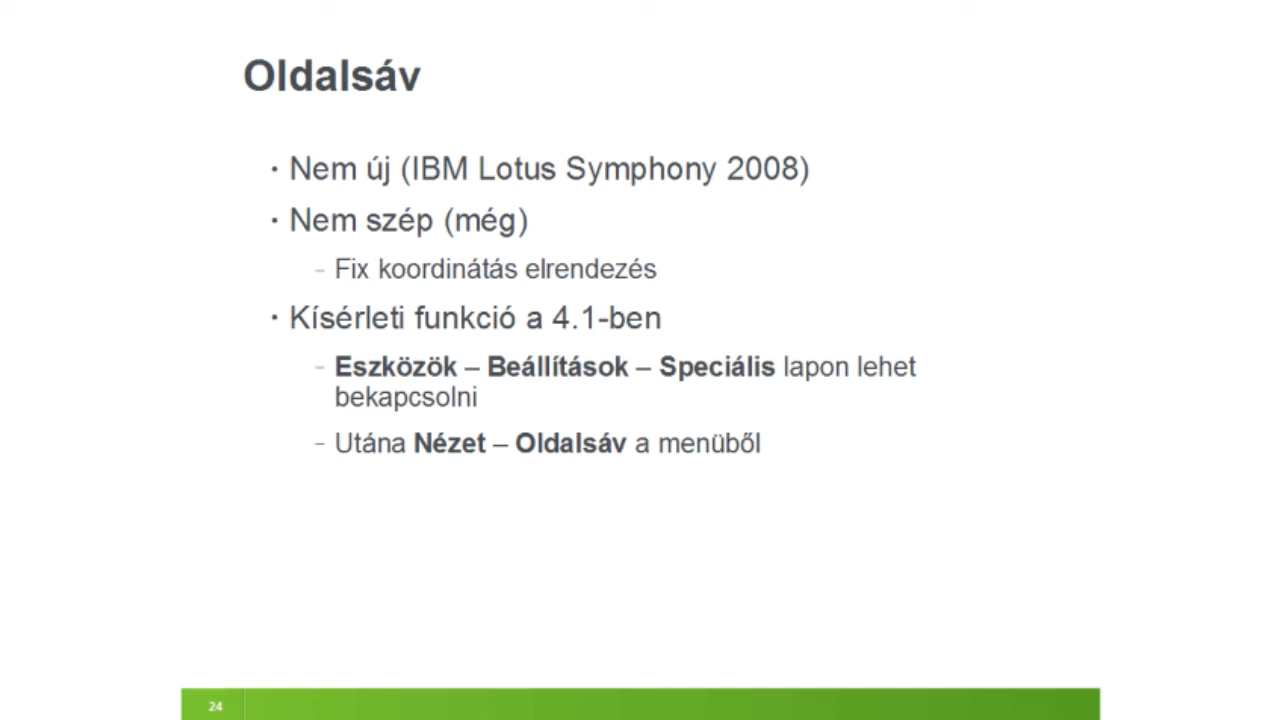 Oldalsáv
• Nem új (IBM Lotus Symphony 2008)
• Nem szép (még)
– Fix koordinátás elrendezés
• Kísérleti funkció a 4.1-ben
– Eszközök – Beállítások – Speciális lapon lehet
bekapcsolni
– Utána Nézet – Oldalsáv a menüből
24